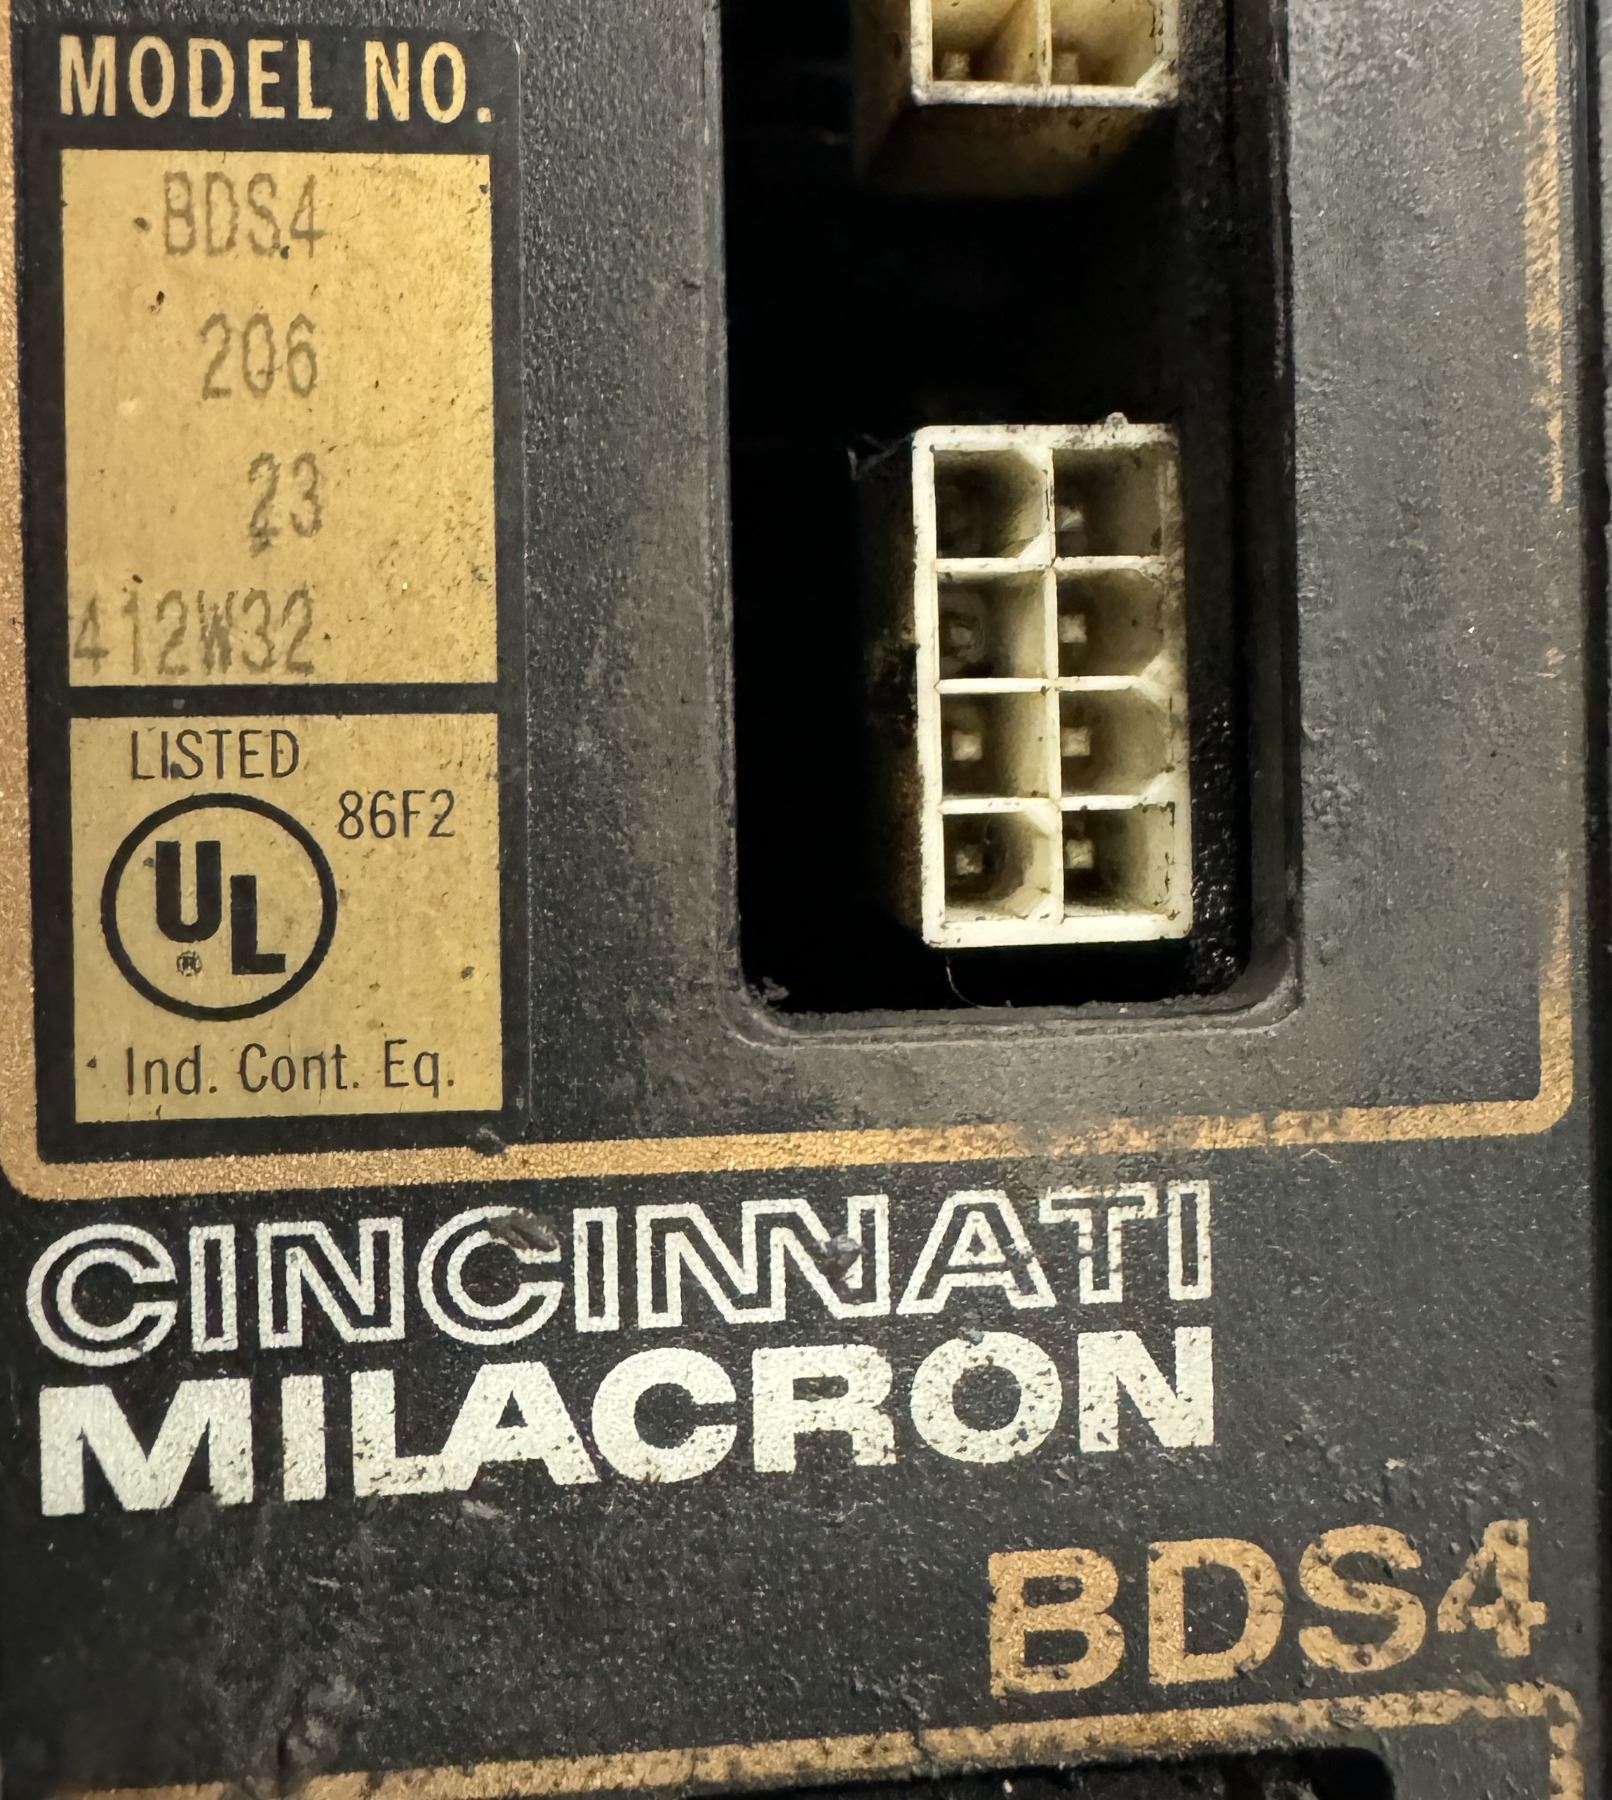 MODEL NO.
BDS4
206
23
412W32
LISTED
86F2
UL
®
Ind. Cont. Eq.
CINCINNATI
MILACRON
BDS4